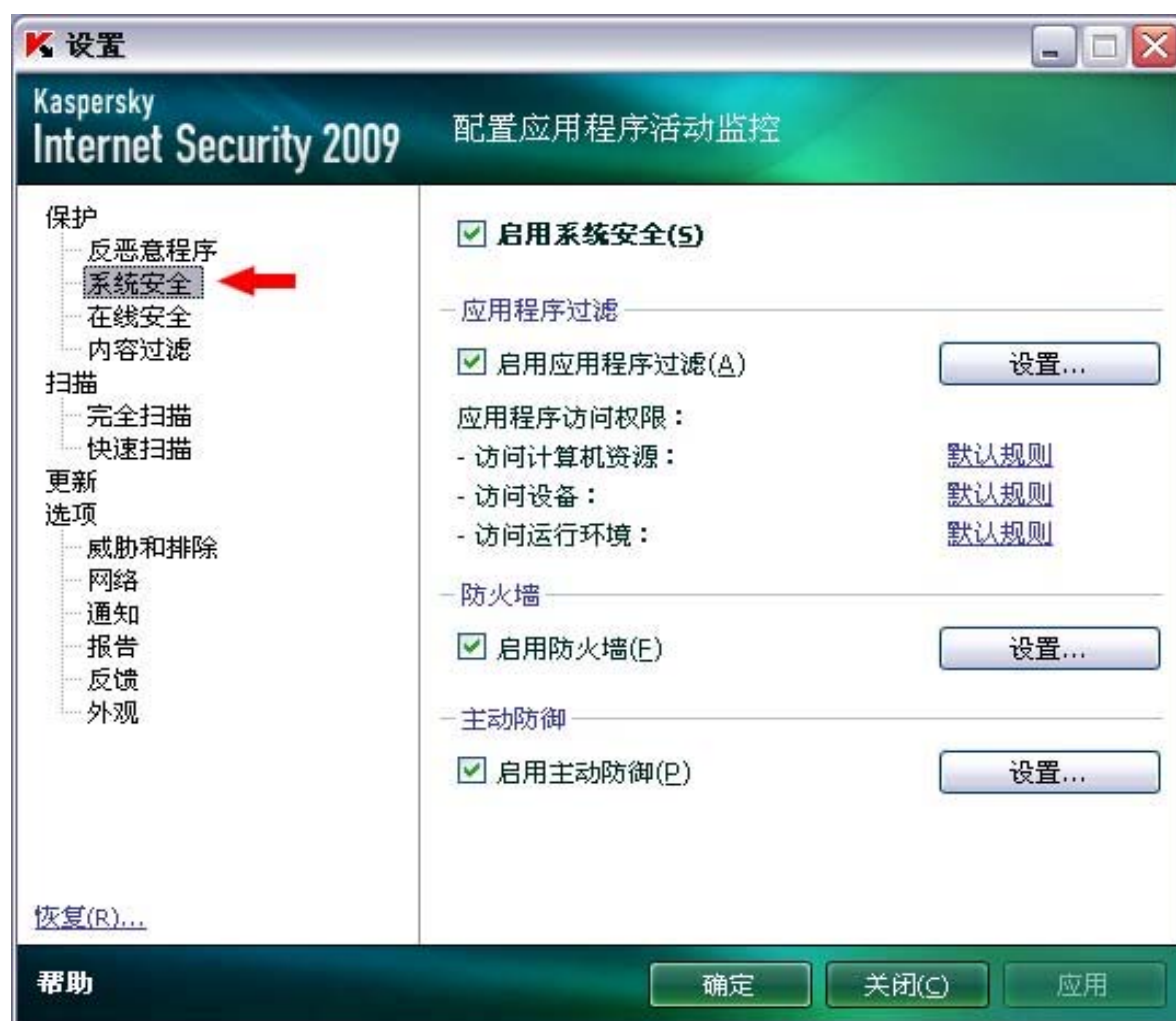 设置
Kaspersky
Internet Security 2009
配置应用程序活动监控
保护
反恶意程序
系统安全
在线安全
内容过滤
扫描
完全扫描
快速扫描
更新
选项
威胁和排除
网络
通知
报告
反馈
外观
恢复(R)...
启用系统安全(S)
应用程序过滤
启用应用程序过滤(A) 设置...
应用程序访问权限：
- 访问计算机资源： 默认规则
- 访问设备： 默认规则
- 访问运行环境： 默认规则
防火墙
启用防火墙(F) 设置...
主动防御
启用主动防御(P) 设置...
帮助 确定 关闭(C) 应用